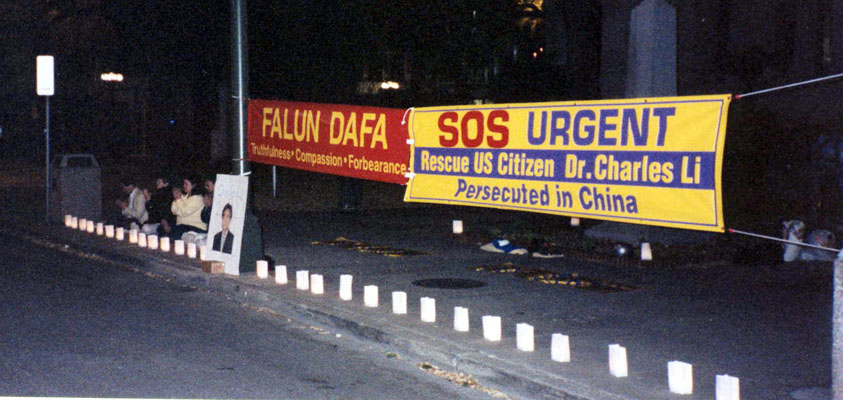 FALUN DAFA
Truthfulness • Compassion • Forbearance
SOS URGENT
Rescue US Citizen Dr. Charles Li
Persecuted in China